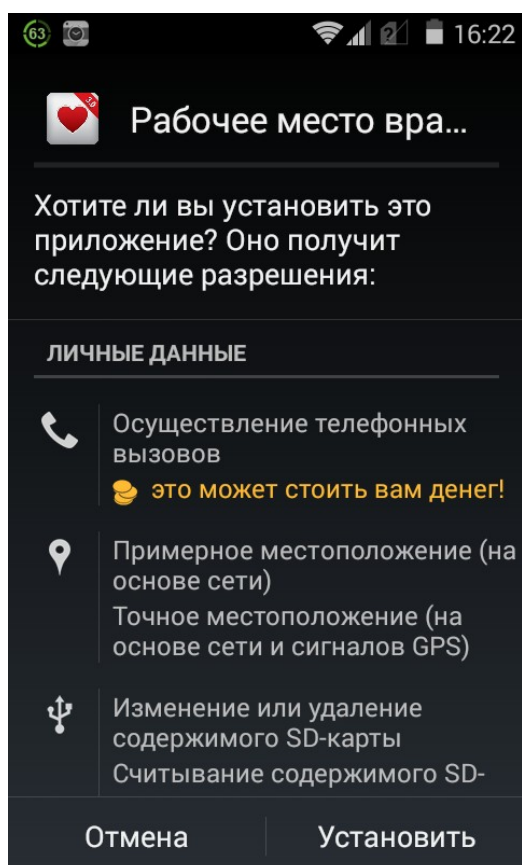 63
16:22
3.0
Рабочее место вра...
Хотите ли вы установить это
приложение? Оно получит
следующие разрешения:
ЛИЧНЫЕ ДАННЫЕ
Осуществление телефонных
вызовов
это может стоить вам денег!
Примерное местоположение (на
основе сети)
Точное местоположение (на
основе сети и сигналов GPS)
Изменение или удаление
содержимого SD-карты
Считывание содержимого SD-
Отмена
Установить